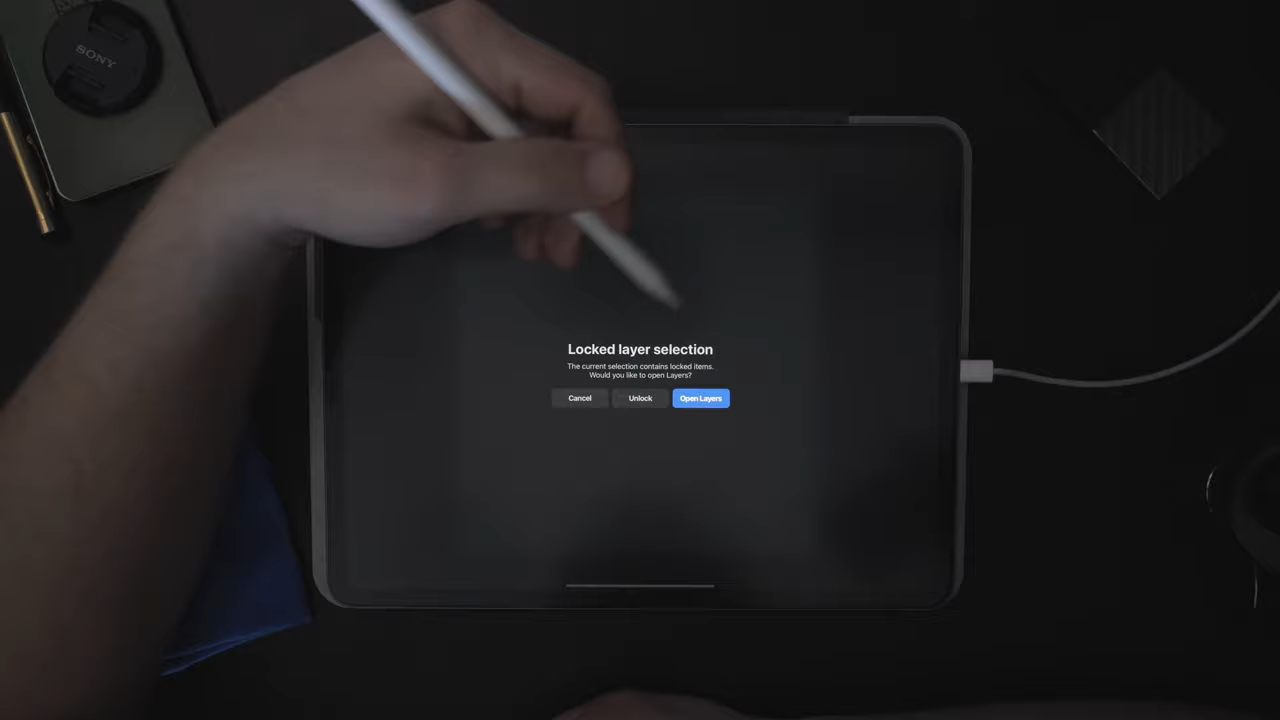 SONY
Locked layer selection
The current selection contains locked items.
Would you like to open Layers?
Cancel
Unlock
Open Layers